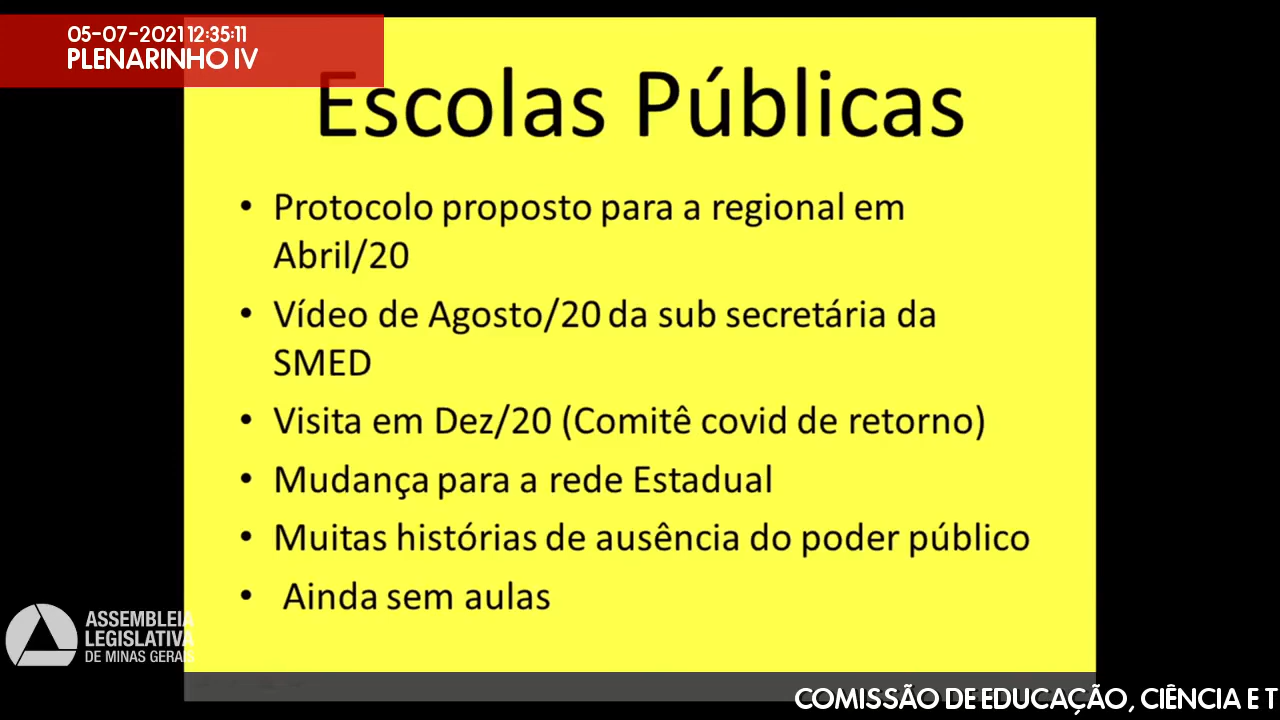 05-07-2021 12:35:11
PLENARINHO IV
Escolas Públicas
• Protocolo proposto para a regional em
Abril/20
• Vídeo de Agosto/20 da sub secretária da
SMED
• Visita em Dez/20 (Comitê covid de retorno)
• Mudança para a rede Estadual
• Muitas histórias de ausência do poder público
• Ainda sem aulas
ASSEMBLEIA
LEGISLATIVA
DE MINAS GERAIS
COMISSÃO DE EDUCAÇÃO, CIÊNCIA E T